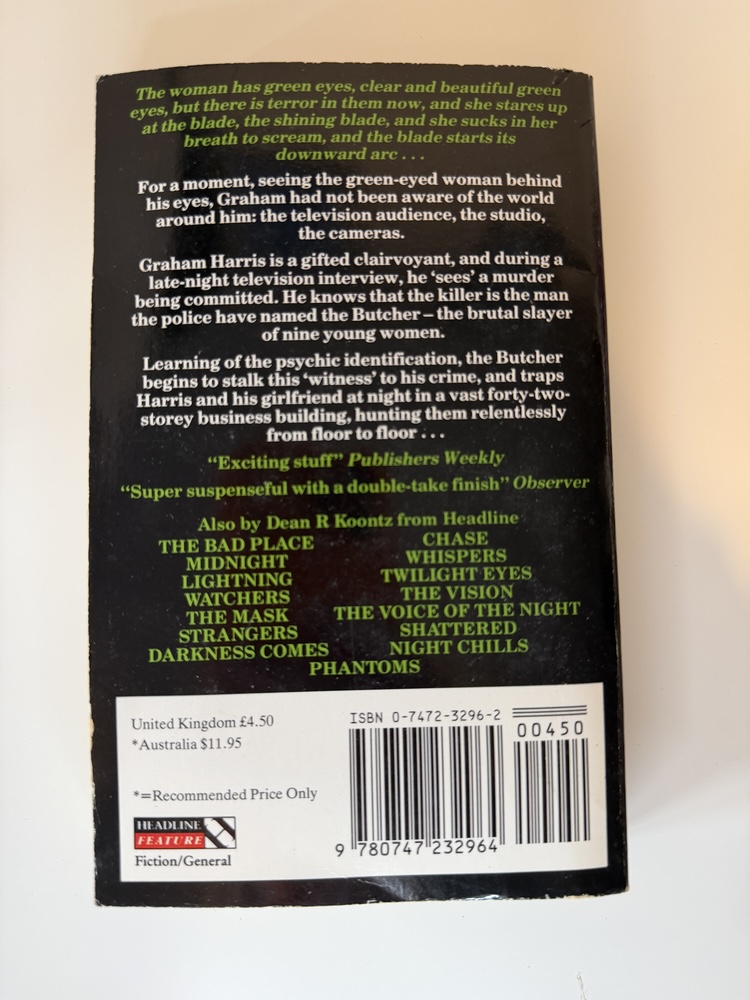 The woman has green eyes, clear and beautiful green
eyes, but there is terror in them now, and she stares up
at the blade, the shining blade, and she sucks in her
breath to scream, and the blade starts its
downward arc . . .
For a moment, seeing the green-eyed woman behind
his eyes, Graham had not been aware of the world
around him: the television audience, the studio,
the cameras.
Graham Harris is a gifted clairvoyant, and during a
late-night television interview, he ‘sees’ a murder
being committed. He knows that the killer is the man
the police have named the Butcher – the brutal slayer
of nine young women.
Learning of the psychic identification, the Butcher
begins to stalk this ‘witness’ to his crime, and traps
Harris and his girlfriend at night in a vast forty-two-
storey business building, hunting them relentlessly
from floor to floor . . .
“Exciting stuff” Publishers Weekly
“Super suspenseful with a double-take finish” Observer
Also by Dean R Koontz from Headline
THE BAD PLACE
MIDNIGHT
LIGHTNING
WATCHERS
THE MASK
STRANGERS
DARKNESS COMES
CHASE
WHISPERS
TWILIGHT EYES
THE VISION
THE VOICE OF THE NIGHT
SHATTERED
NIGHT CHILLS
PHANTOMS
United Kingdom £4.50
*Australia $11.95
*=Recommended Price Only
HEADLINE
FEATURE
Fiction/General
ISBN 0-7472-3296-2
00450
9 780747 232964